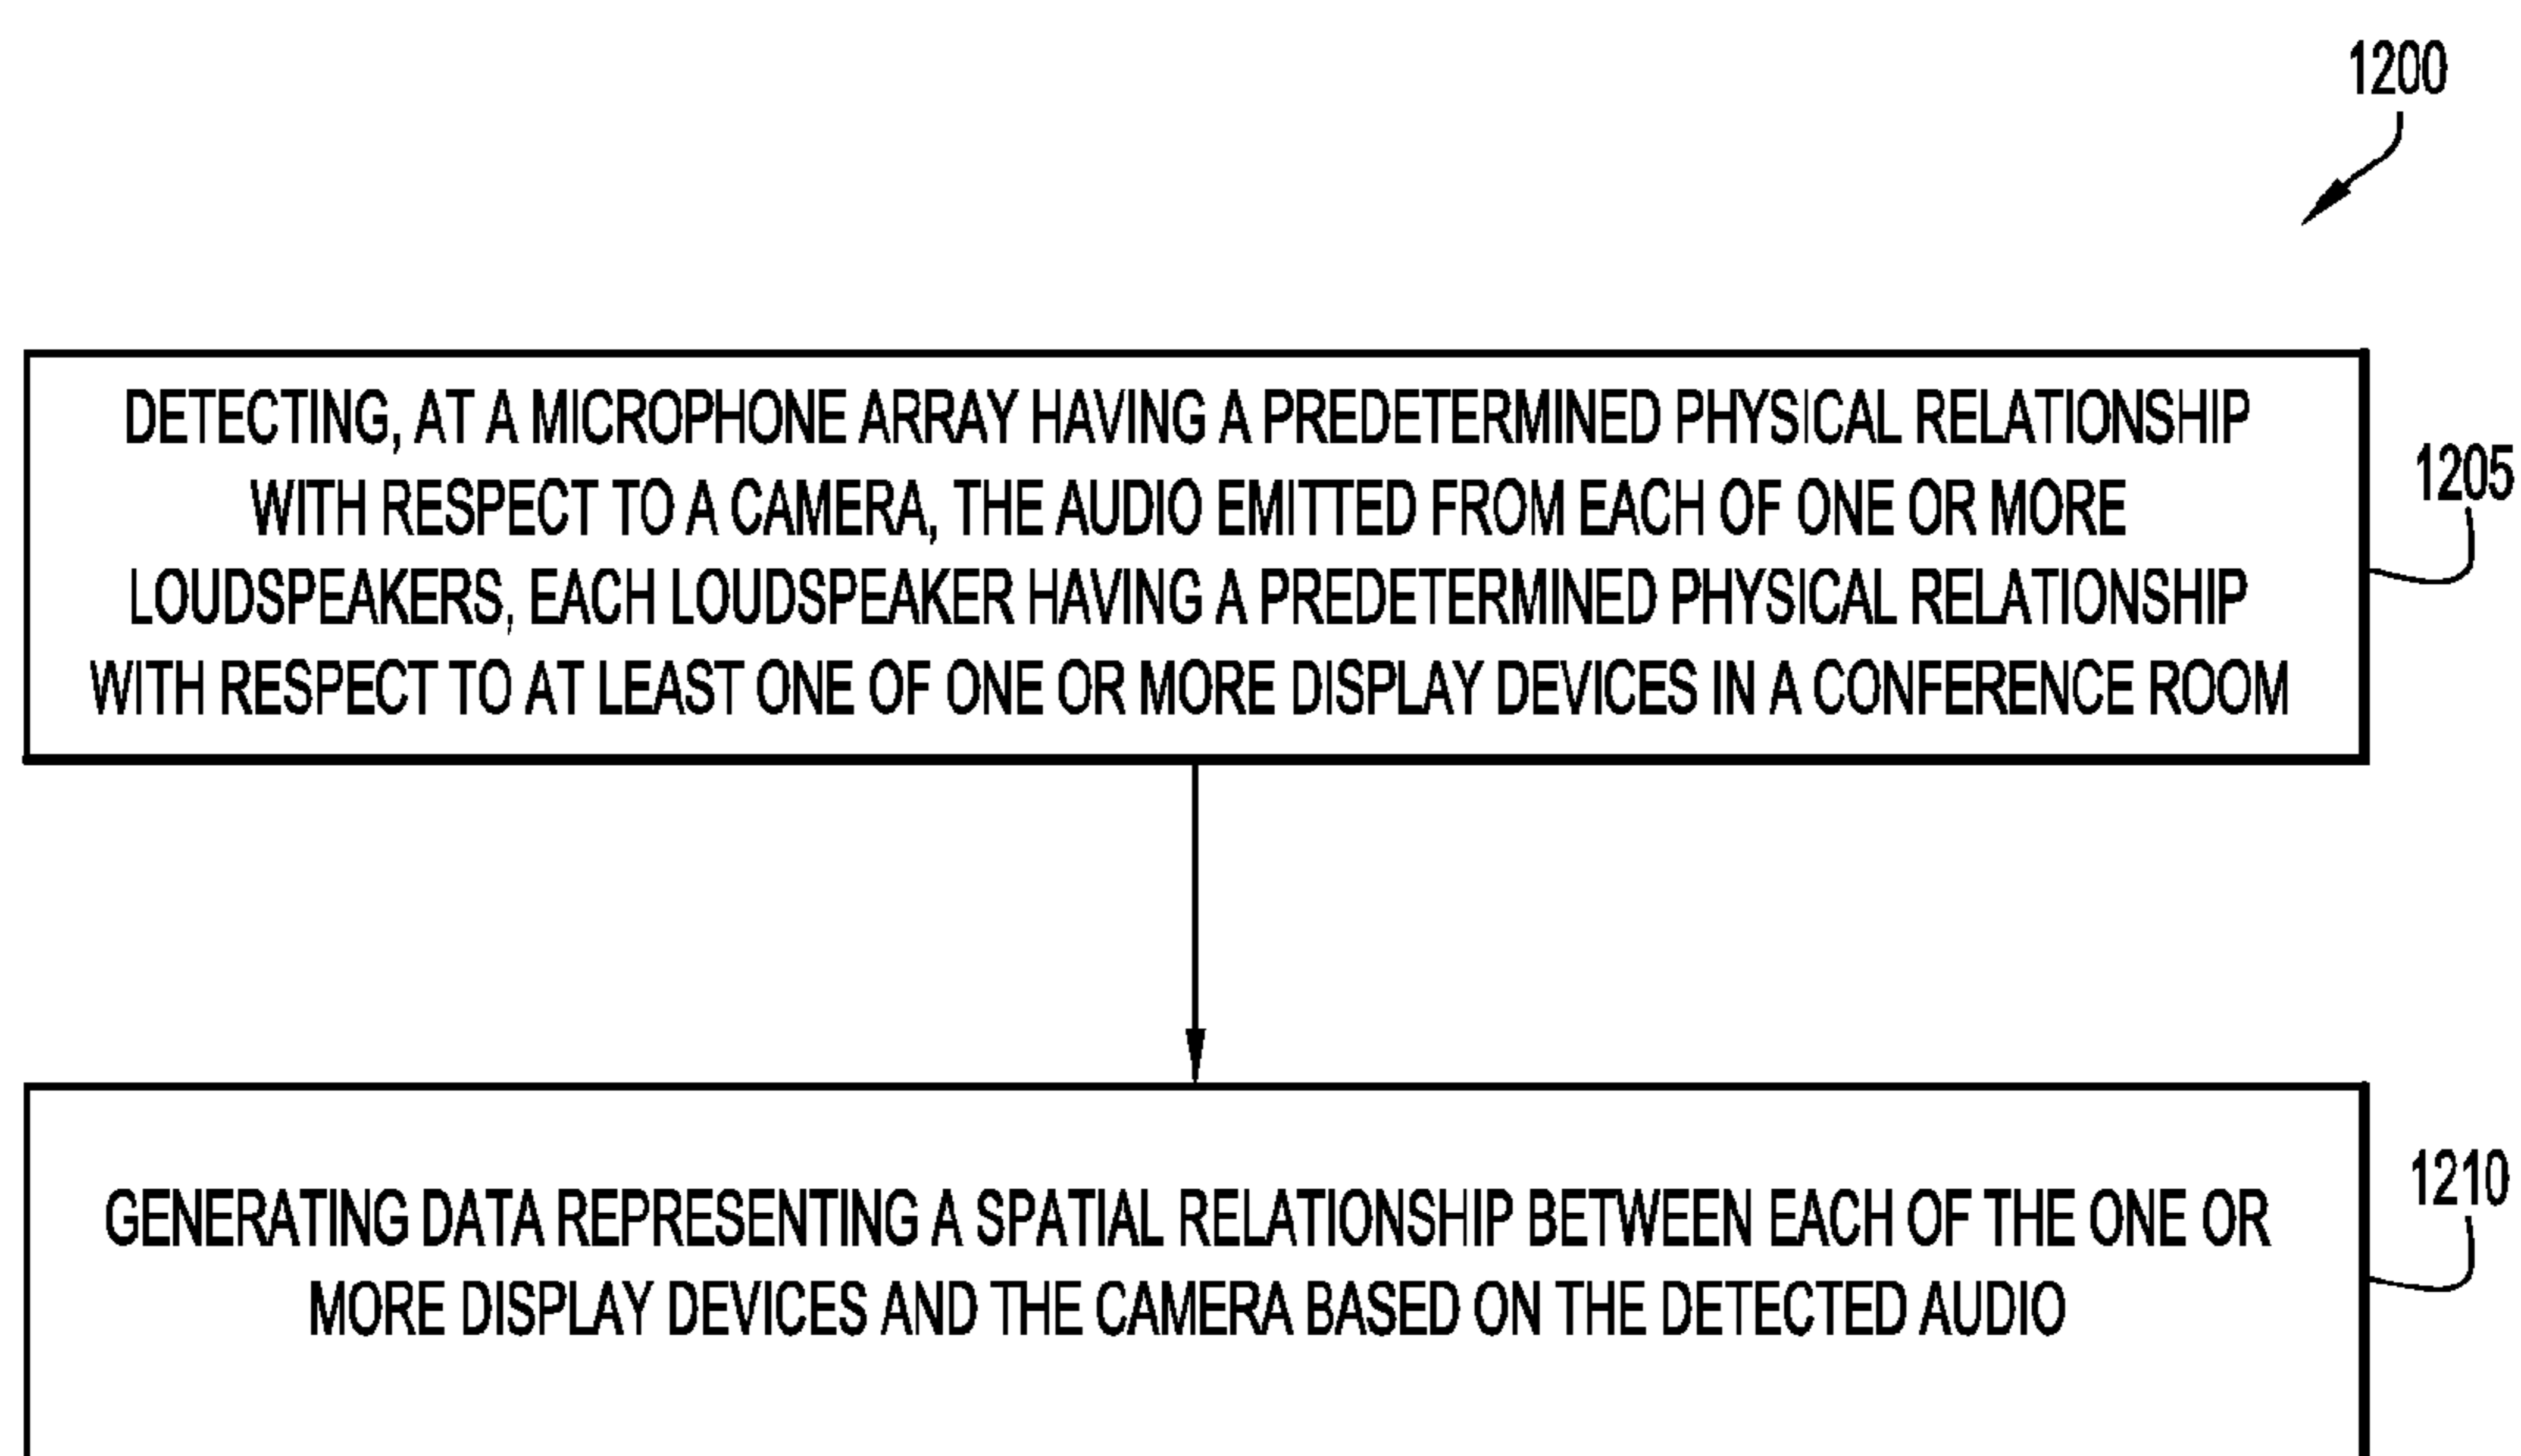 1200
DETECTING, AT A MICROPHONE ARRAY HAVING A PREDETERMINED PHYSICAL RELATIONSHIP
WITH RESPECT TO A CAMERA, THE AUDIO EMITTED FROM EACH OF ONE OR MORE
LOUDSPEAKERS, EACH LOUDSPEAKER HAVING A PREDETERMINED PHYSICAL RELATIONSHIP
WITH RESPECT TO AT LEAST ONE OF ONE OR MORE DISPLAY DEVICES IN A CONFERENCE ROOM
1205
GENERATING DATA REPRESENTING A SPATIAL RELATIONSHIP BETWEEN EACH OF THE ONE OR
MORE DISPLAY DEVICES AND THE CAMERA BASED ON THE DETECTED AUDIO
1210